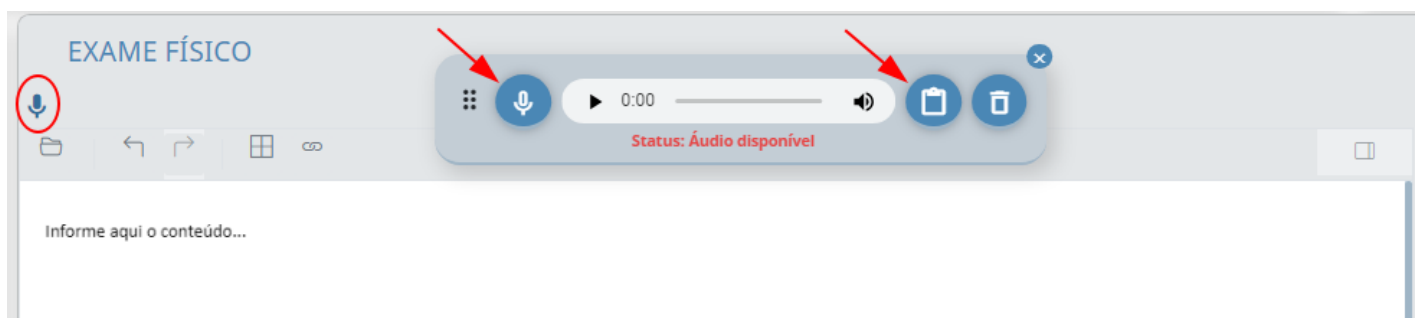 EXAME FÍSICO
0:00
Status: Áudio disponível
Informe aqui o conteúdo...